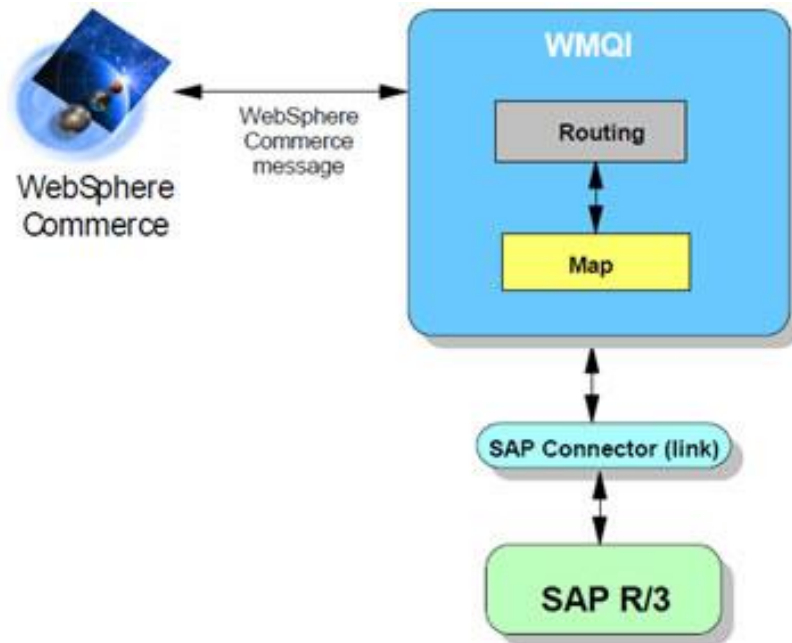 WMQI
Routing
WebSphere
Commerce
message
WebSphere
Commerce
Map
SAP Connector (link)
SAP R/3